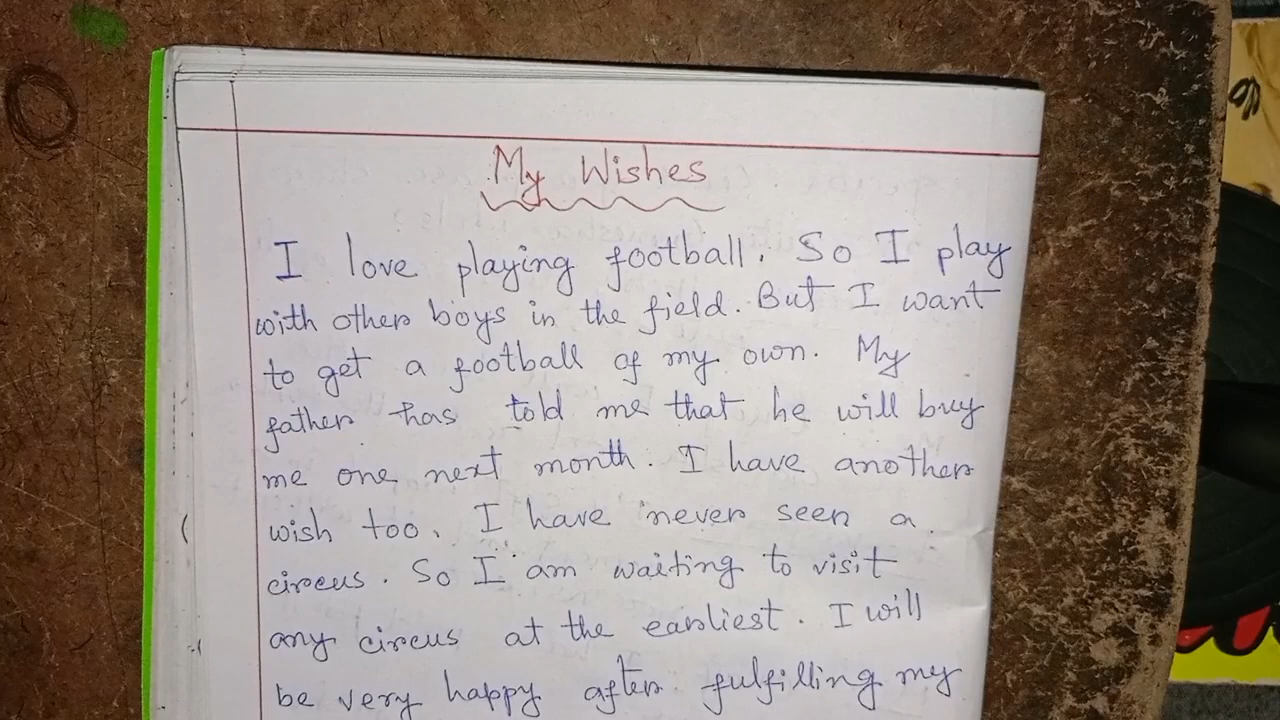 My Wishes
I love playing football. So I play
with other boys in the field. But I want
to get a football of my own. My
father has told me that he will buy
me one next month. I have another
wish too. I have never seen a
circus. So I am waiting to visit
any circus at the earliest. I will
be very happy after fulfilling my